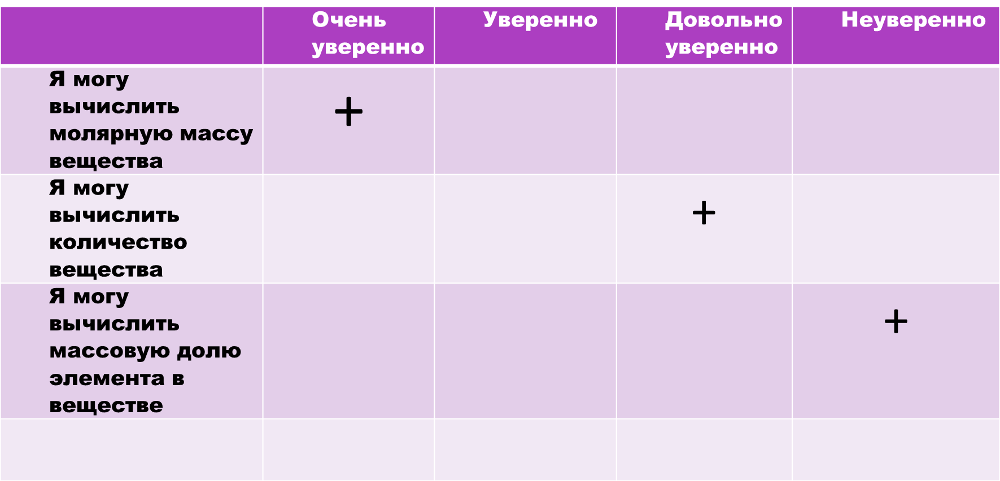 Очень
уверенно
Уверенно
Довольно
уверенно
Неуверенно
Я могу
вычислить
молярную массу
вещества
+
Я могу
вычислить
количество
вещества
+
Я могу
вычислить
массовую долю
элемента в
веществе
+